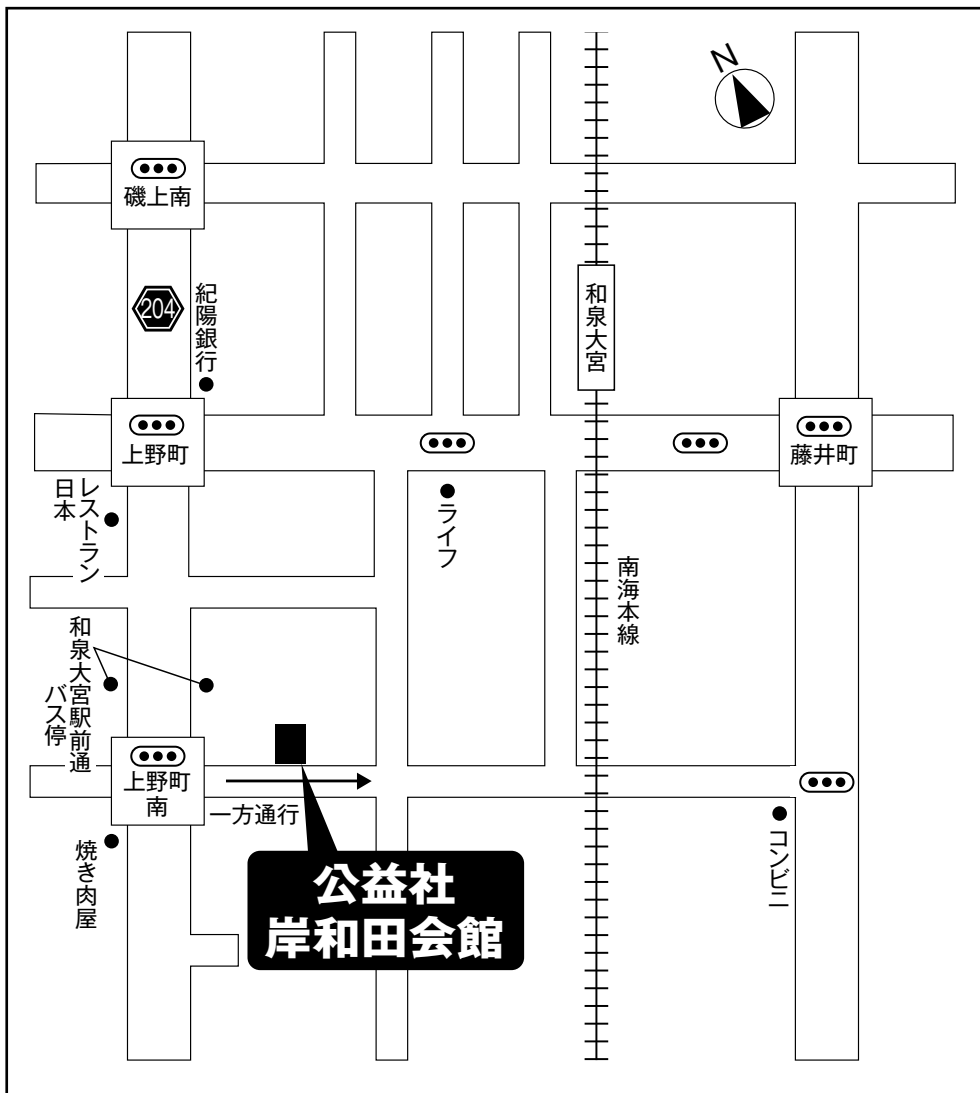 N
磯上南
204
紀陽銀行
和泉大宮
上野町
藤井町
レストラン
日本
ライフ
南海本線
和泉大宮駅前通
バス停
上野町
南
一方通行
焼き肉屋
コンビニ
公益社
岸和田会館